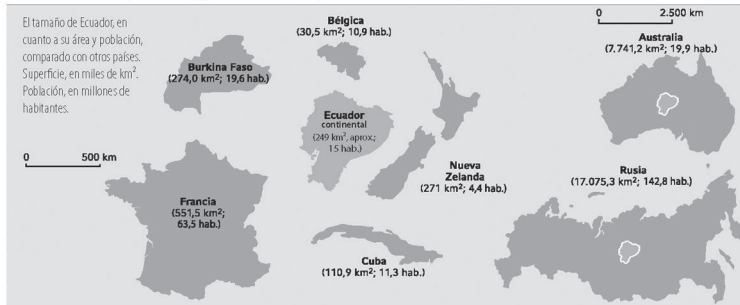 El tamaño de Ecuador, en
cuanto a su área y población,
comparado con otros países.
Superficie, en miles de km².
Población, en millones de
habitantes.
0 500 km
Burkina Faso
(274,0 km²; 19,6 hab.)
Bélgica
(30,5 km²; 10,9 hab.)
Ecuador
continental
(249 km², aprox.;
15 hab.)
Nueva
Zelanda
(271 km²; 4,4 hab.)
Francia
(551,5 km²;
63,5 hab.)
Cuba
(110,9 km²; 11,3 hab.)
0 2.500 km
Australia
(7.741,2 km²; 19,9 hab.)
Rusia
(17.075,3 km²; 142,8 hab.)